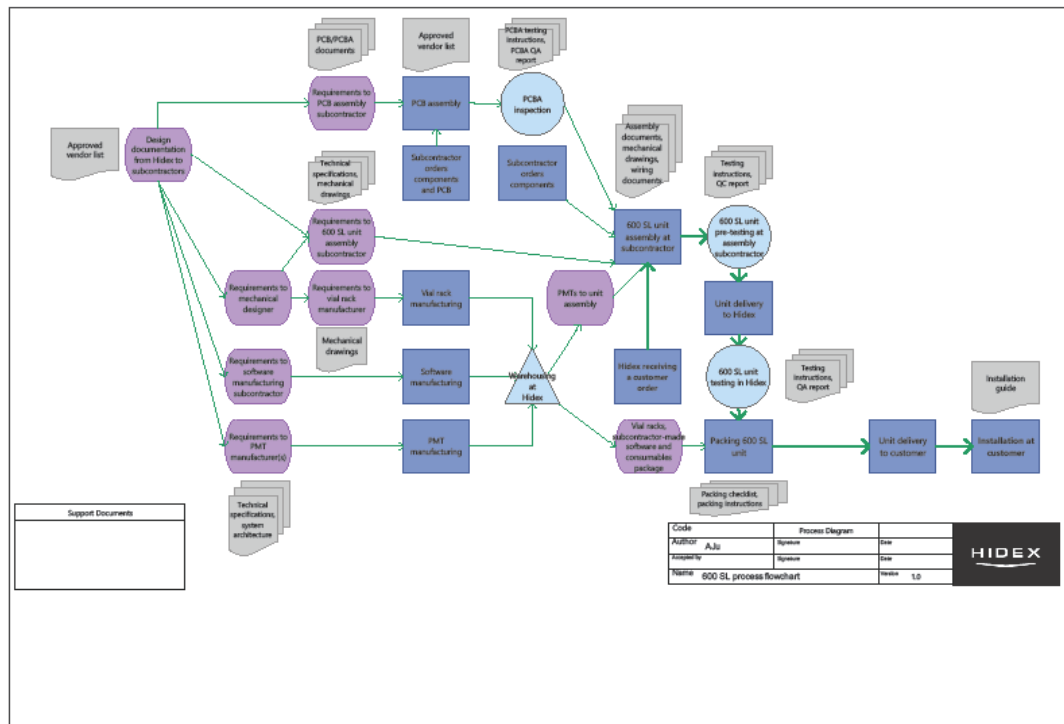 PCB/PCBA
documents
Approved
vendor list
PCBA testing
instructions,
PCBA QA
report
Requirements to
PCB assembly
subcontractor
PCB assembly
PCBA
inspection
Approved
vendor list
Design
documentation
from Hidex to
subcontractors
Technical
specifications,
mechanical
drawings
Subcontractor
orders
components
and PCB
Subcontractor
orders
components
Assembly
documents,
mechanical
drawings,
wiring
documents
Testing
instructions,
QC report
Requirements to
600 SL unit
assembly
subcontractor
600 SL unit
assembly at
subcontractor
600 SL unit
pre-testing at
assembly
subcontractor
Requirements to
mechanical
designer
Requirements to
vial rack
manufacturer
Vial rack
manufacturing
PMTs to unit
assembly
Unit delivery
to Hidex
Mechanical
drawings
Requirements to
software
manufacturing
subcontractor
Software
manufacturing
Warehousing
at
Hidex
Hidex receiving
a customer
order
600 SL unit
testing in Hidex
Testing
instructions,
QA report
Installation
guide
Requirements to
PMT
manufacturer(s)
PMT
manufacturing
Vial racks,
subcontractor-made
software and
consumables
package
Packing 600 SL
unit
Unit delivery
to customer
Installation at
customer
Technical
specifications,
system
architecture
Packing checklist,
packing instructions
Support Documents
Code
Process Diagram
Author AJu
Signature
Date
Accepted by
Signature
Date
Name 600 SL process flowchart
Version 1.0
HIDEX